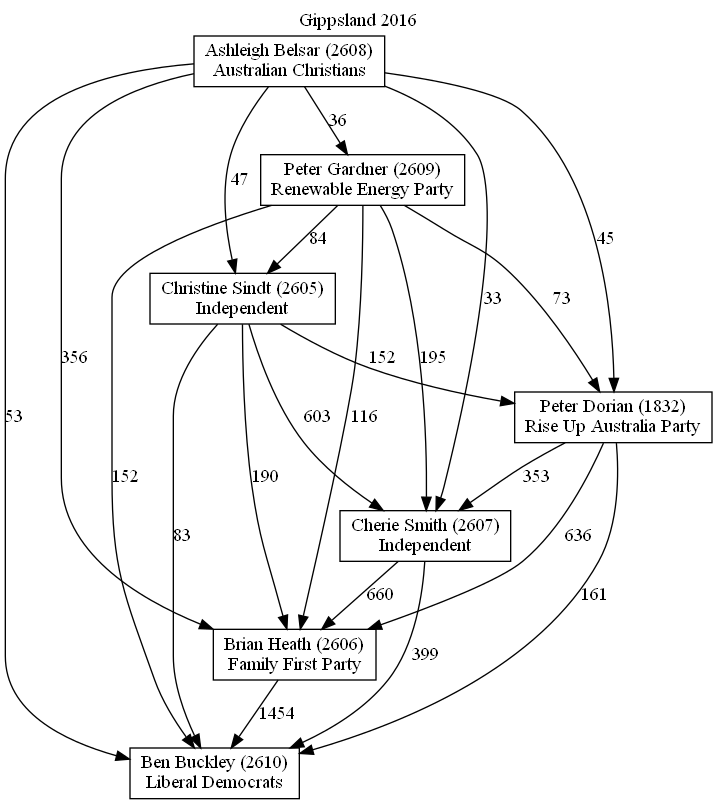 Gippsland 2016
Ashleigh Belsar (2608)
Australian Christians
36
Peter Gardner (2609)
Renewable Energy Party
47
84
45
Christine Sindt (2605)
Independent
33
73
356
152
195
Peter Dorian (1832)
Rise Up Australia Party
53
603
116
152
190
353
Cherie Smith (2607)
Independent
83
636
660
161
Brian Heath (2606)
Family First Party
399
1454
Ben Buckley (2610)
Liberal Democrats